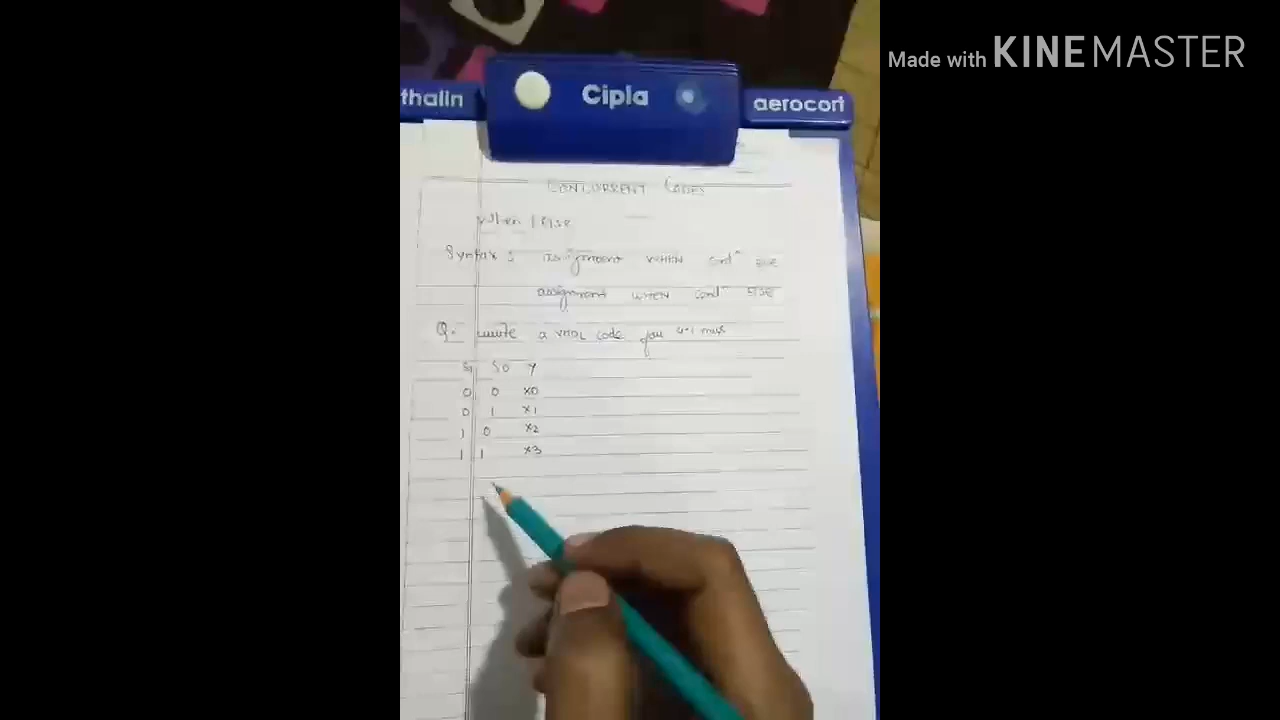 Made with KINEMASTER
thalin Cipla aerocort
CONCURRENT CODES
When / Else
Syntax : assignment WHEN condⁿ ELSE
assignment WHEN condⁿ ELSE
Q. write a VHDL code for 4:1 mux
S1 S0 Y
0 0 X0
0 1 X1
1 0 X2
1 1 X3